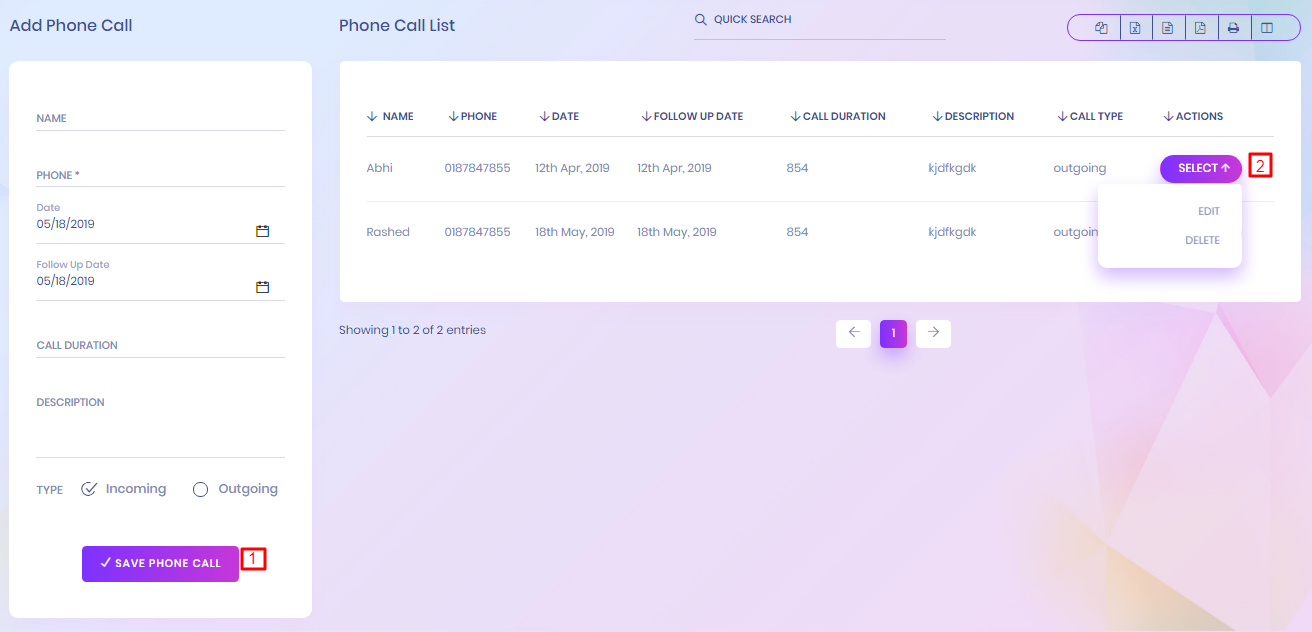 Add Phone Call
Phone Call List
QUICK SEARCH
NAME
PHONE *
Date
05/18/2019
Follow Up Date
05/18/2019
CALL DURATION
DESCRIPTION
TYPE Incoming Outgoing
SAVE PHONE CALL 1
NAME PHONE DATE FOLLOW UP DATE CALL DURATION DESCRIPTION CALL TYPE ACTIONS
Abhi 0187847855 12th Apr, 2019 12th Apr, 2019 854 kjdfkgdk outgoing SELECT 2
EDIT
DELETE
Rashed 0187847855 18th May, 2019 18th May, 2019 854 kjdfkgdk outgoin
Showing 1 to 2 of 2 entries
1